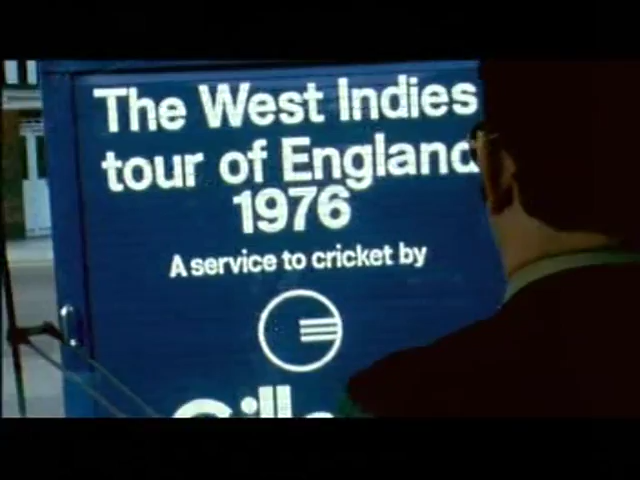 The West Indies
tour of England
1976
A service to cricket by